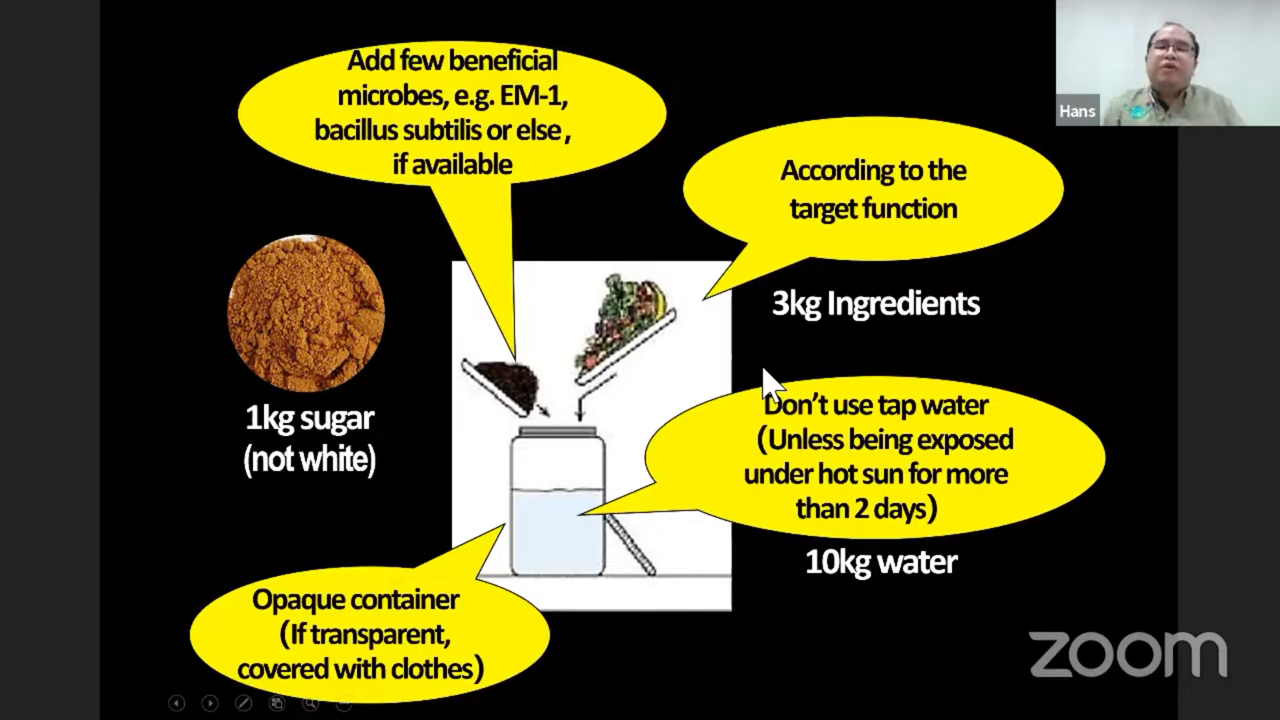 Add few beneficial
microbes, e.g. EM-1,
bacillus subtilis or else ,
if available
Hans
According to the
target function
3kg Ingredients
1kg sugar
(not white)
Don't use tap water
(Unless being exposed
under hot sun for more
than 2 days)
10kg water
Opaque container
(If transparent,
covered with clothes)
zoom